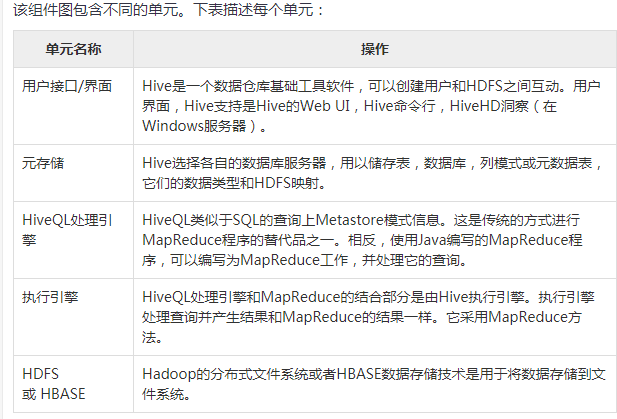 该组件图包含不同的单元。下表描述每个单元：
单元名称 操作
用户接口/界面
Hive是一个数据仓库基础工具软件，可以创建用户和HDFS之间互动。用户
界面，Hive支持是Hive的Web UI，Hive命令行，HiveHD洞察（在
Windows服务器）。
元存储
Hive选择各自的数据库服务器，用以储存表，数据库，列模式或元数据表，
它们的数据类型和HDFS映射。
HiveQL处理引
擎
HiveQL类似于SQL的查询上Metastore模式信息。这是传统的方式进行
MapReduce程序的替代品之一。相反，使用Java编写的MapReduce程
序，可以编写为MapReduce工作，并处理它的查询。
执行引擎
HiveQL处理引擎和MapReduce的结合部分是由Hive执行引擎。执行引擎
处理查询并产生结果和MapReduce的结果一样。它采用MapReduce方
法。
HDFS
或 HBASE
Hadoop的分布式文件系统或者HBASE数据存储技术是用于将数据存储到文
件系统。